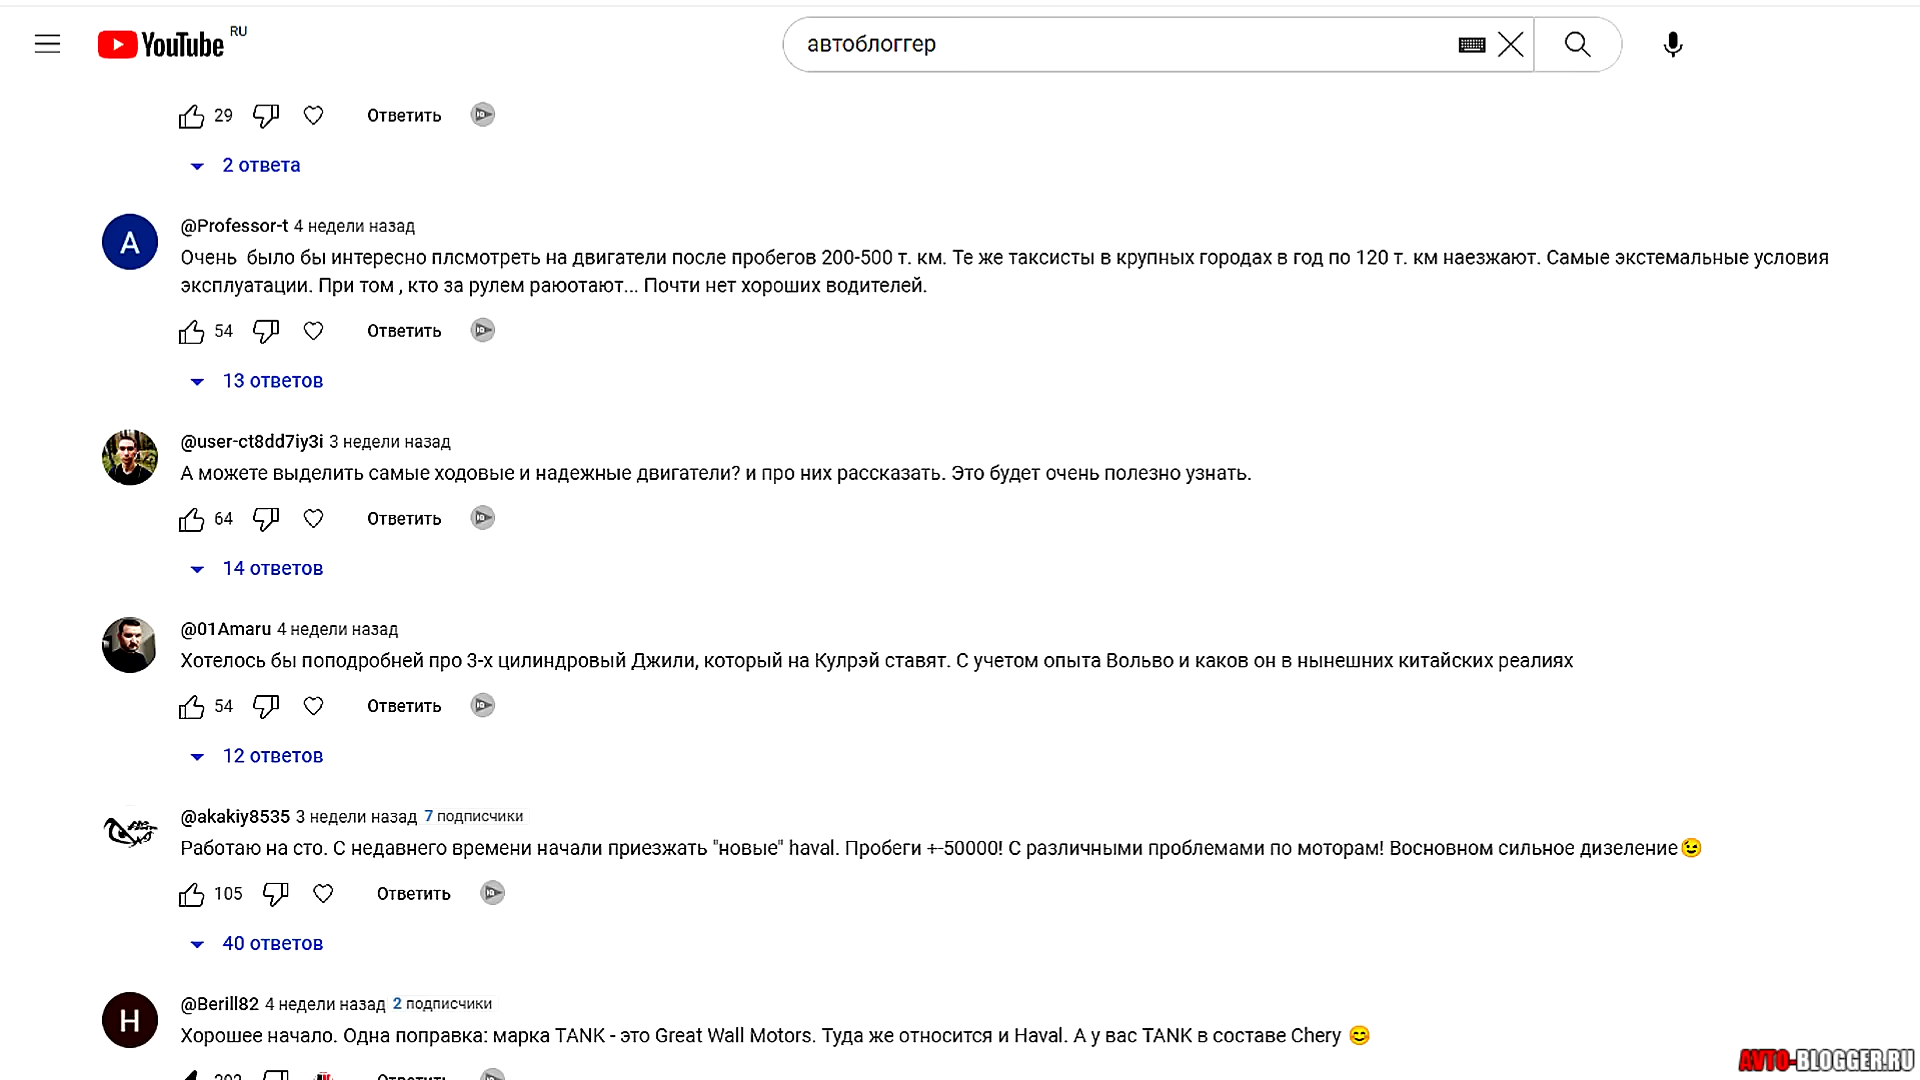 YouTube RU
автоблоггер
29 Ответить
2 ответа
@Professor-t 4 недели назад
Очень было бы интересно плсмотреть на двигатели после пробегов 200-500 т. км. Те же таксисты в крупных городах в год по 120 т. км наезжают. Самые экстемальные условия
эксплуатации. При том , кто за рулем раюотают... Почти нет хороших водителей.
54 Ответить
13 ответов
@user-ct8dd7iy3i 3 недели назад
А можете выделить самые ходовые и надежные двигатели? и про них рассказать. Это будет очень полезно узнать.
64 Ответить
14 ответов
@01Amaru 4 недели назад
Хотелось бы поподробней про 3-х цилиндровый Джили, который на Кулрэй ставят. С учетом опыта Вольво и каков он в нынешних китайских реалиях
54 Ответить
12 ответов
@akakiy8535 3 недели назад 7 подписчики
Работаю на сто. С недавнего времени начали приезжать "новые" haval. Пробеги +-50000! С различными проблемами по моторам! Восновном сильное дизеление😉
105 Ответить
40 ответов
@Berill82 4 недели назад 2 подписчики
Хорошее начало. Одна поправка: марка TANK - это Great Wall Motors. Туда же относится и Haval. А у вас TANK в составе Chery 😊
Ответить
A
H
AVTO-BLOGGER.RU